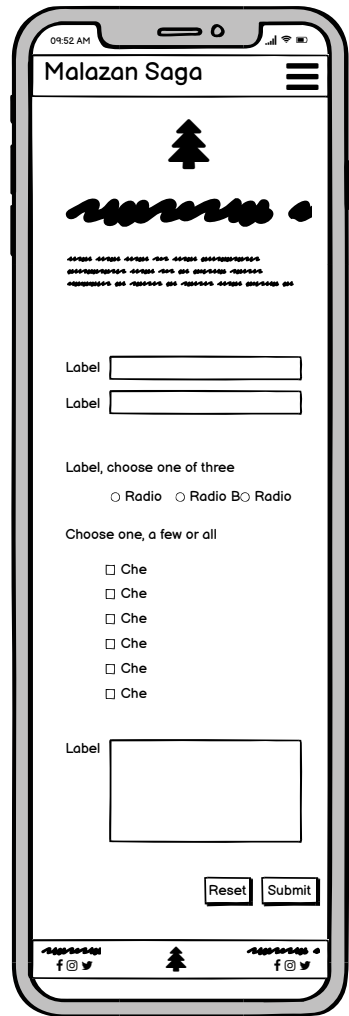 09:52 AM
Malazan Saga
Label
Label
Label, choose one of three
Radio Radio B Radio
Choose one, a few or all
Che
Che
Che
Che
Che
Che
Label
Reset Submit